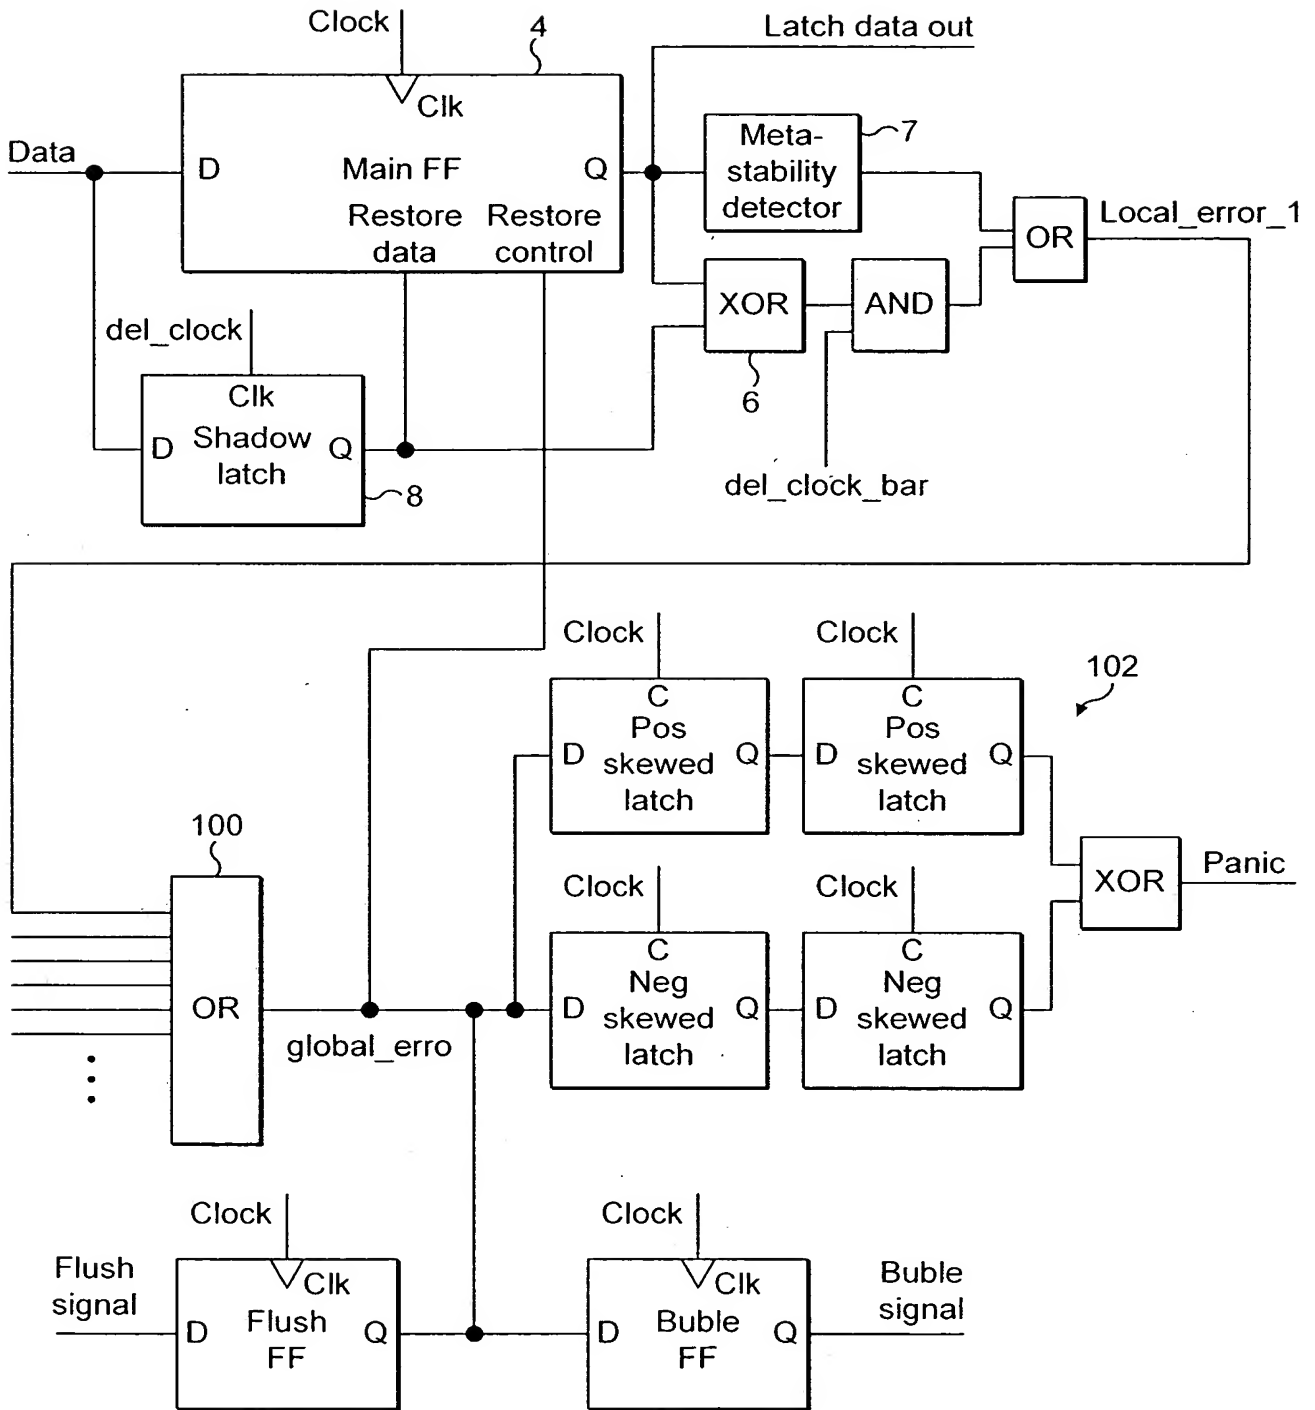 Clock
4
Latch data out
Clk
Meta-
stability
detector
7
Data
D
Main FF
Q
Restore
data
Restore
control
OR
Local_error_1
XOR
AND
del_clock
6
Clk
D
Shadow
latch
Q
8
del_clock_bar
Clock
Clock
102
C
D
Pos
skewed
latch
Q
C
D
Pos
skewed
latch
Q
100
Clock
Clock
XOR
Panic
C
D
Neg
skewed
latch
Q
C
D
Neg
skewed
latch
Q
OR
global_erro
Clock
Clock
Flush
signal
Clk
D
Flush
FF
Q
Clk
D
Buble
FF
Q
Buble
signal